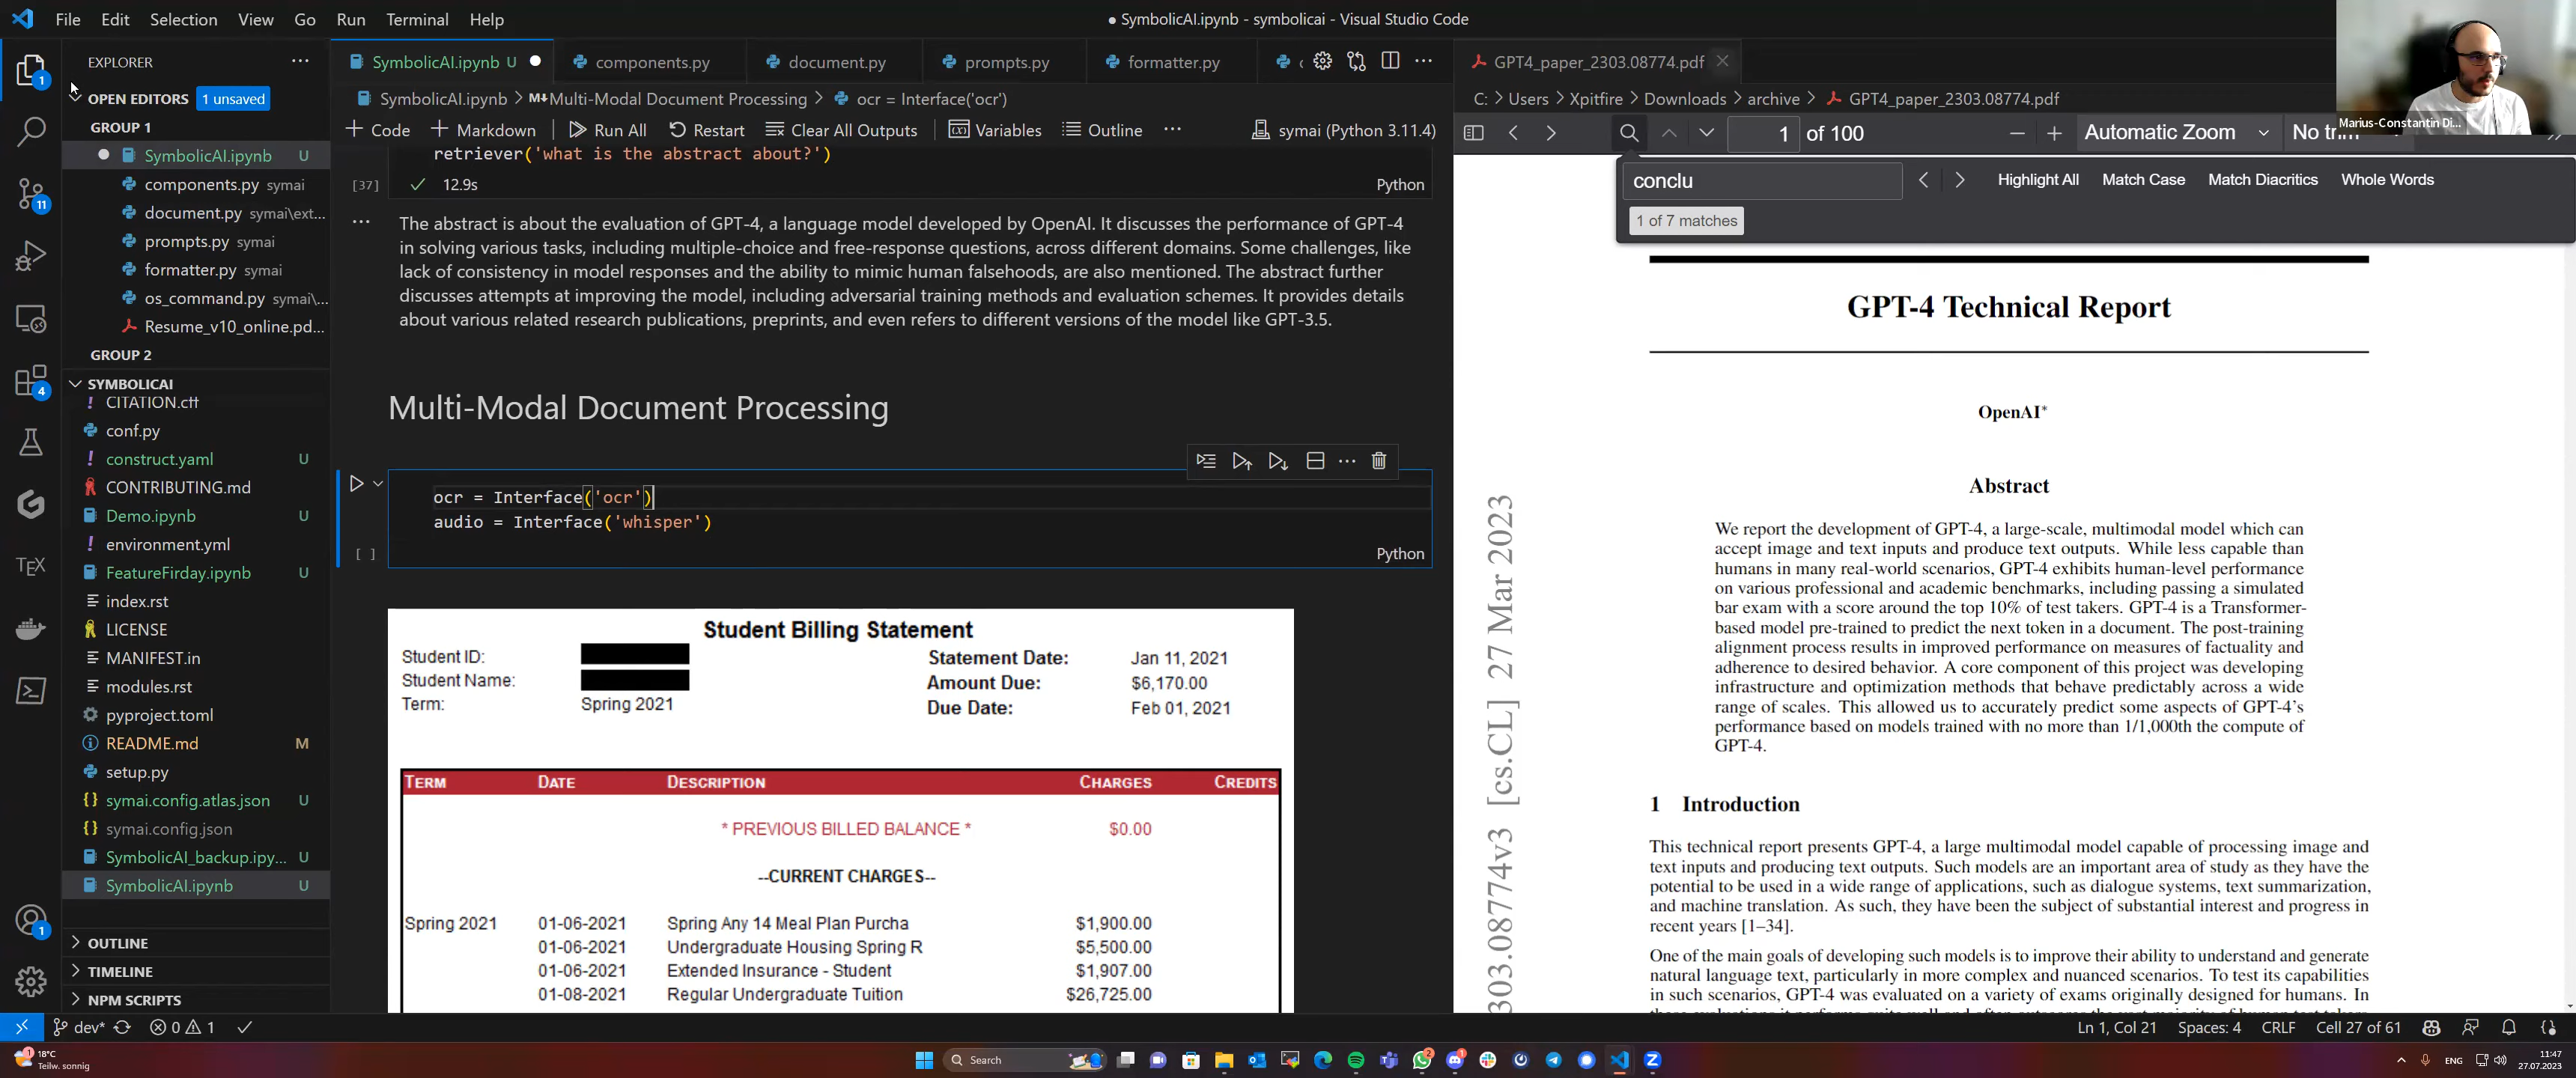 File Edit Selection View Go Run Terminal Help
● SymbolicAI.ipynb - symbolicai - Visual Studio Code
EXPLORER
OPEN EDITORS 1 unsaved
GROUP 1
SymbolicAI.ipynb U
components.py symai
document.py symai\ext...
prompts.py symai
formatter.py symai
os_command.py symai\...
Resume_v10_online.pd...
GROUP 2
SYMBOLICAI
CITATION.cff
conf.py
construct.yaml U
CONTRIBUTING.md
Demo.ipynb U
environment.yml
FeatureFirday.ipynb U
index.rst
LICENSE
MANIFEST.in
modules.rst
pyproject.toml
README.md M
setup.py
symai.config.atlas.json U
symai.config.json
SymbolicAI_backup.ipy... U
SymbolicAI.ipynb U
OUTLINE
TIMELINE
NPM SCRIPTS
1
11
4
TEX
1
SymbolicAI.ipynb U components.py document.py prompts.py formatter.py
SymbolicAI.ipynb > M↓Multi-Modal Document Processing > ocr = Interface('ocr')
+ Code + Markdown Run All Restart Clear All Outputs Variables Outline ... symai (Python 3.11.4)
retriever('what is the abstract about?')
[37] 12.9s Python
The abstract is about the evaluation of GPT-4, a language model developed by OpenAI. It discusses the performance of GPT-4
in solving various tasks, including multiple-choice and free-response questions, across different domains. Some challenges, like
lack of consistency in model responses and the ability to mimic human falsehoods, are also mentioned. The abstract further
discusses attempts at improving the model, including adversarial training methods and evaluation schemes. It provides details
about various related research publications, preprints, and even refers to different versions of the model like GPT-3.5.
Multi-Modal Document Processing
ocr = Interface('ocr')
audio = Interface('whisper')
[ ] Python
Student Billing Statement
Student ID:
Student Name:
Term: Spring 2021
Statement Date: Jan 11, 2021
Amount Due: $6,170.00
Due Date: Feb 01, 2021
TERM DATE DESCRIPTION CHARGES CREDITS
* PREVIOUS BILLED BALANCE * $0.00
--CURRENT CHARGES--
Spring 2021 01-06-2021 Spring Any 14 Meal Plan Purcha $1,900.00
01-06-2021 Undergraduate Housing Spring R $5,500.00
01-06-2021 Extended Insurance - Student $1,907.00
01-08-2021 Regular Undergraduate Tuition $26,725.00
GPT4_paper_2303.08774.pdf
C: > Users > Xpitfire > Downloads > archive > GPT4_paper_2303.08774.pdf
1 of 100 Automatic Zoom No trim
Marius-Constantin Di...
conclu Highlight All Match Case Match Diacritics Whole Words
1 of 7 matches
GPT-4 Technical Report
OpenAI*
Abstract
We report the development of GPT-4, a large-scale, multimodal model which can
accept image and text inputs and produce text outputs. While less capable than
humans in many real-world scenarios, GPT-4 exhibits human-level performance
on various professional and academic benchmarks, including passing a simulated
bar exam with a score around the top 10% of test takers. GPT-4 is a Transformer-
based model pre-trained to predict the next token in a document. The post-training
alignment process results in improved performance on measures of factuality and
adherence to desired behavior. A core component of this project was developing
infrastructure and optimization methods that behave predictably across a wide
range of scales. This allowed us to accurately predict some aspects of GPT-4's
performance based on models trained with no more than 1/1,000th the compute of
GPT-4.
303.08774v3 [cs.CL] 27 Mar 2023
1 Introduction
This technical report presents GPT-4, a large multimodal model capable of processing image and
text inputs and producing text outputs. Such models are an important area of study as they have the
potential to be used in a wide range of applications, such as dialogue systems, text summarization,
and machine translation. As such, they have been the subject of substantial interest and progress in
recent years [1–34].
One of the main goals of developing such models is to improve their ability to understand and generate
natural language text, particularly in more complex and nuanced scenarios. To test its capabilities
in such scenarios, GPT-4 was evaluated on a variety of exams originally designed for humans. In
dev* 0 1
Ln 1, Col 21 Spaces: 4 CRLF Cell 27 of 61
18°C
Teilw. sonnig
Search
ENG
11:47
27.07.2023